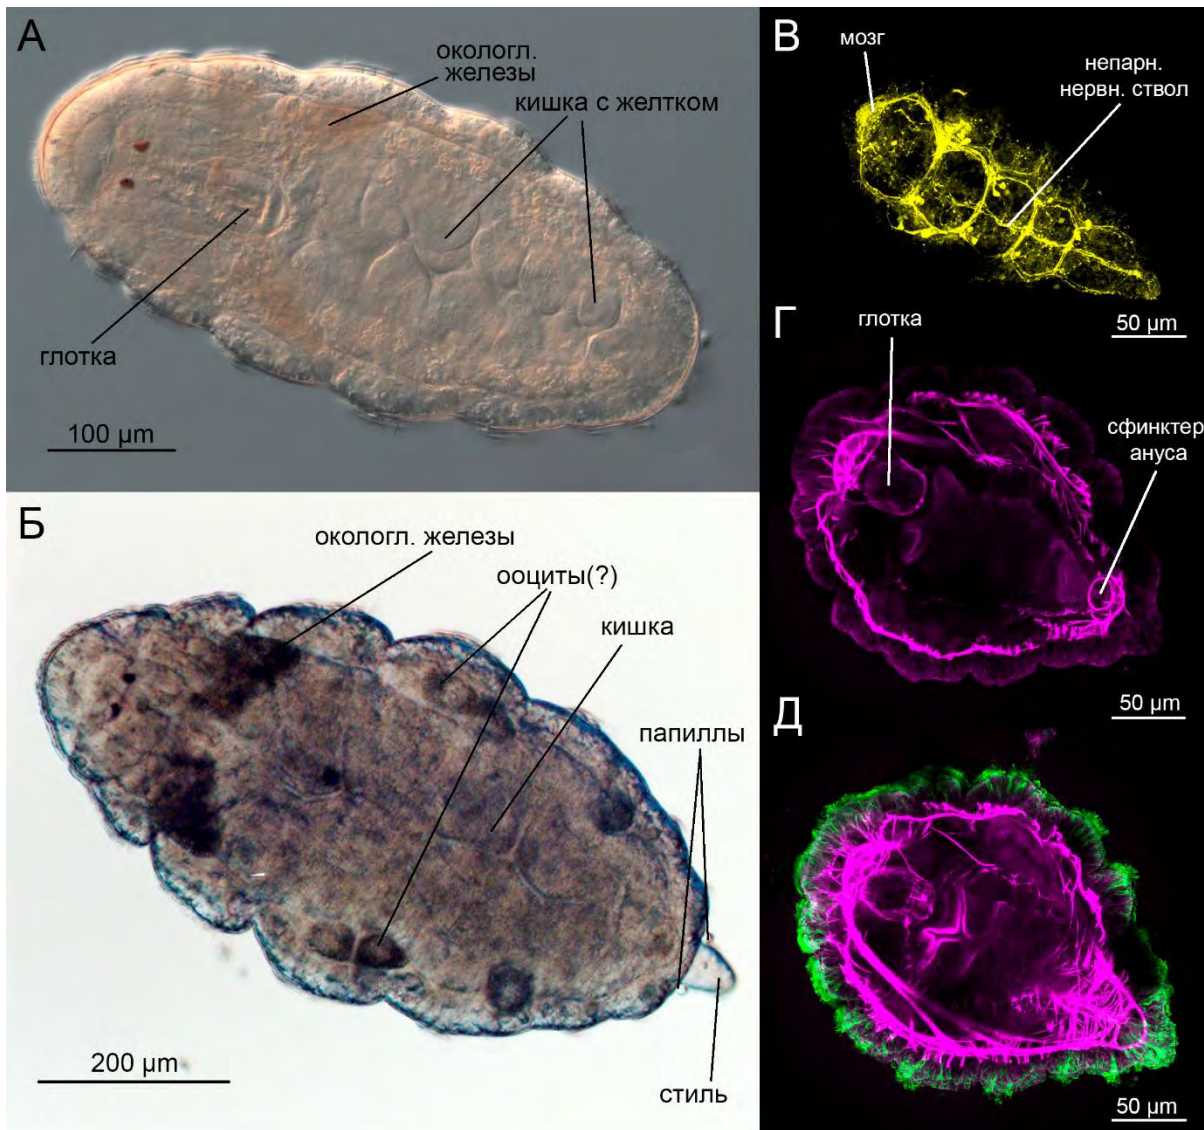 А
окологл.
железы
кишка с желтком
глотка
100 µm
Б
окологл. железы
ооциты(?)
кишка
папиллы
стиль
200 µm
В
мозг
непарн.
нервн. ствол
50 µm
Г
глотка
сфинктер
ануса
50 µm
Д
50 µm